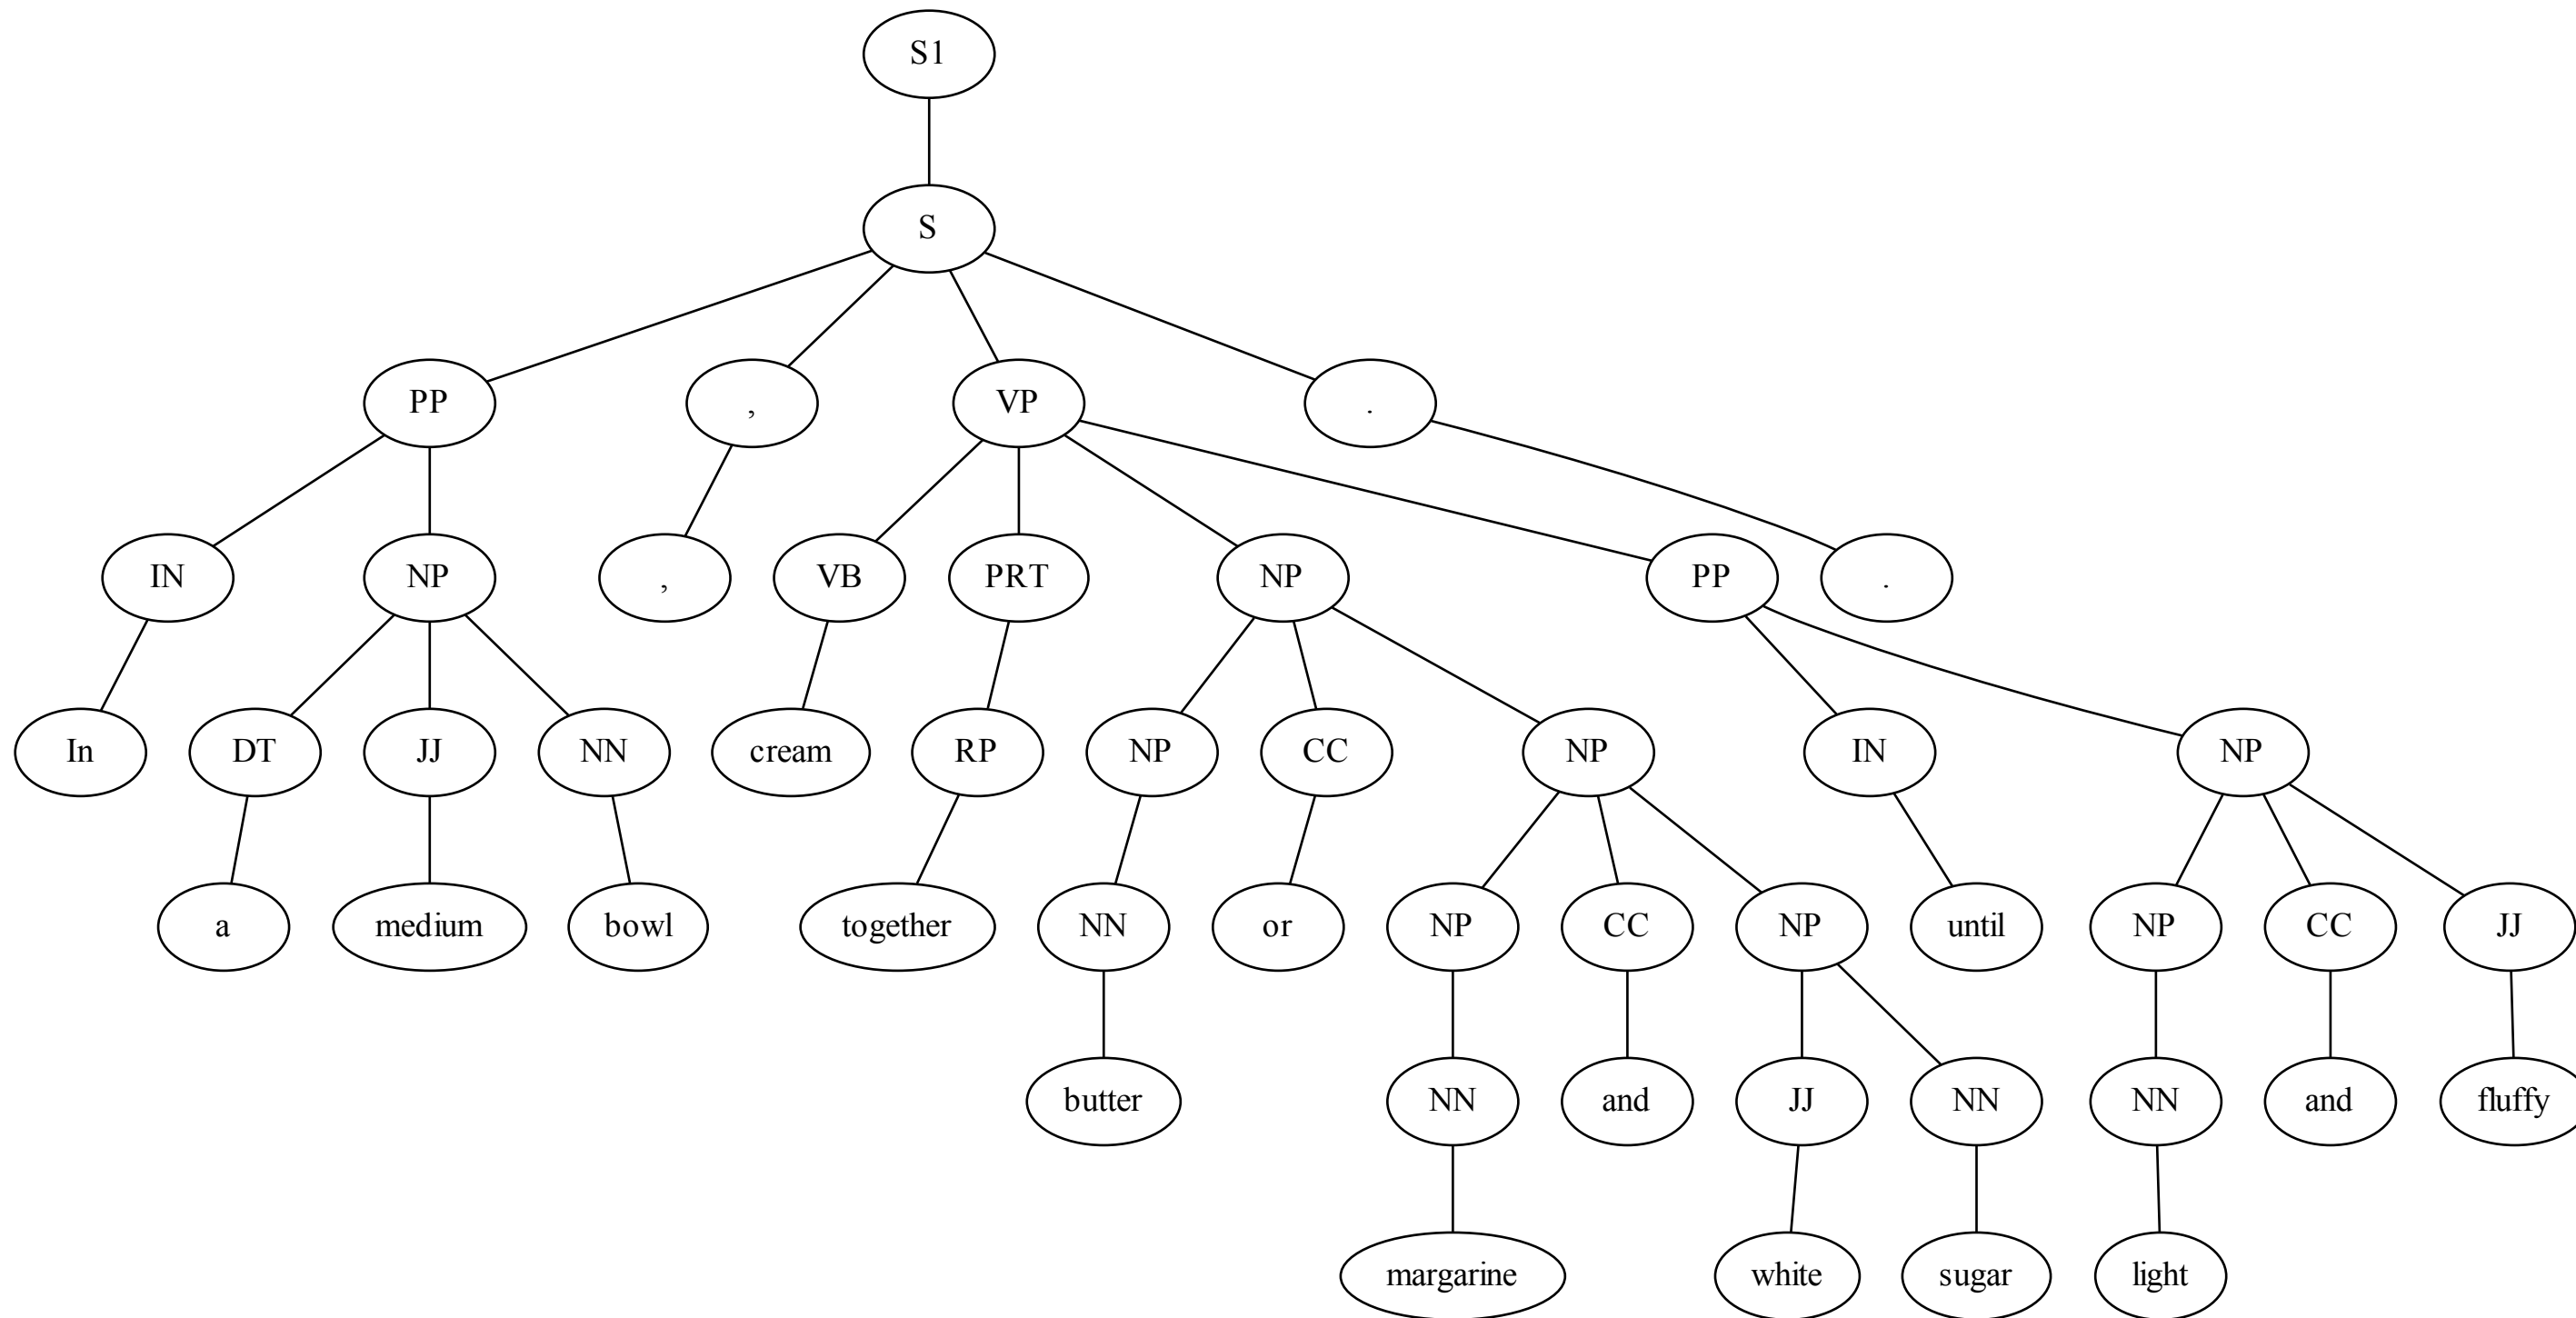 S1
S
PP , VP .
IN NP , VB PRT NP PP .
In DT JJ NN cream RP NP CC NP IN NP
a medium bowl together NN or NP CC NP until NP CC JJ
butter NN and JJ NN NN and fluffy
margarine white sugar light